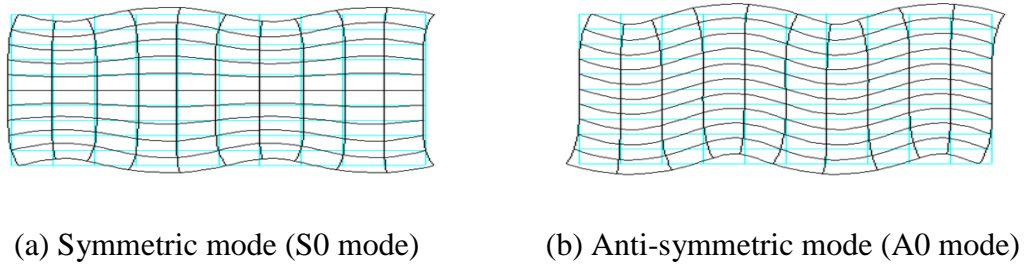 (a) Symmetric mode (S0 mode)
(b) Anti-symmetric mode (A0 mode)